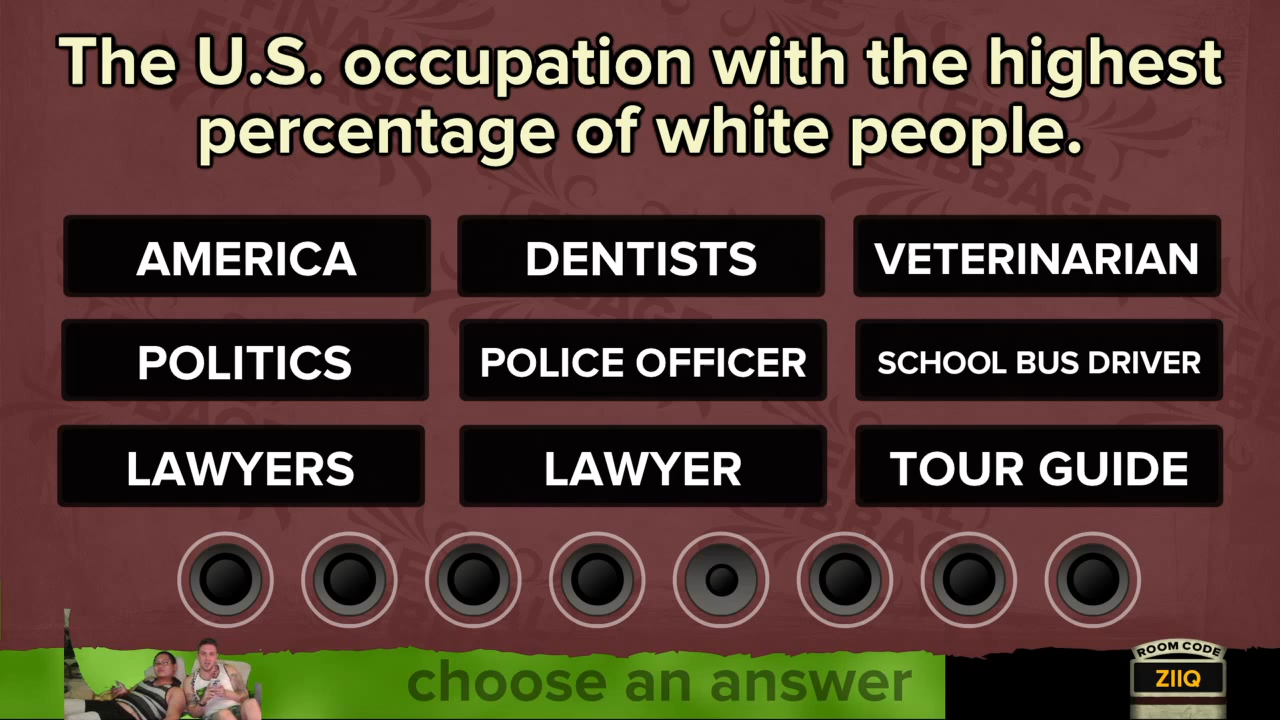 The U.S. occupation with the highest
percentage of white people.
AMERICA
DENTISTS
VETERINARIAN
POLITICS
POLICE OFFICER
SCHOOL BUS DRIVER
LAWYERS
LAWYER
TOUR GUIDE
choose an answer
ROOM CODE
ZIIQ